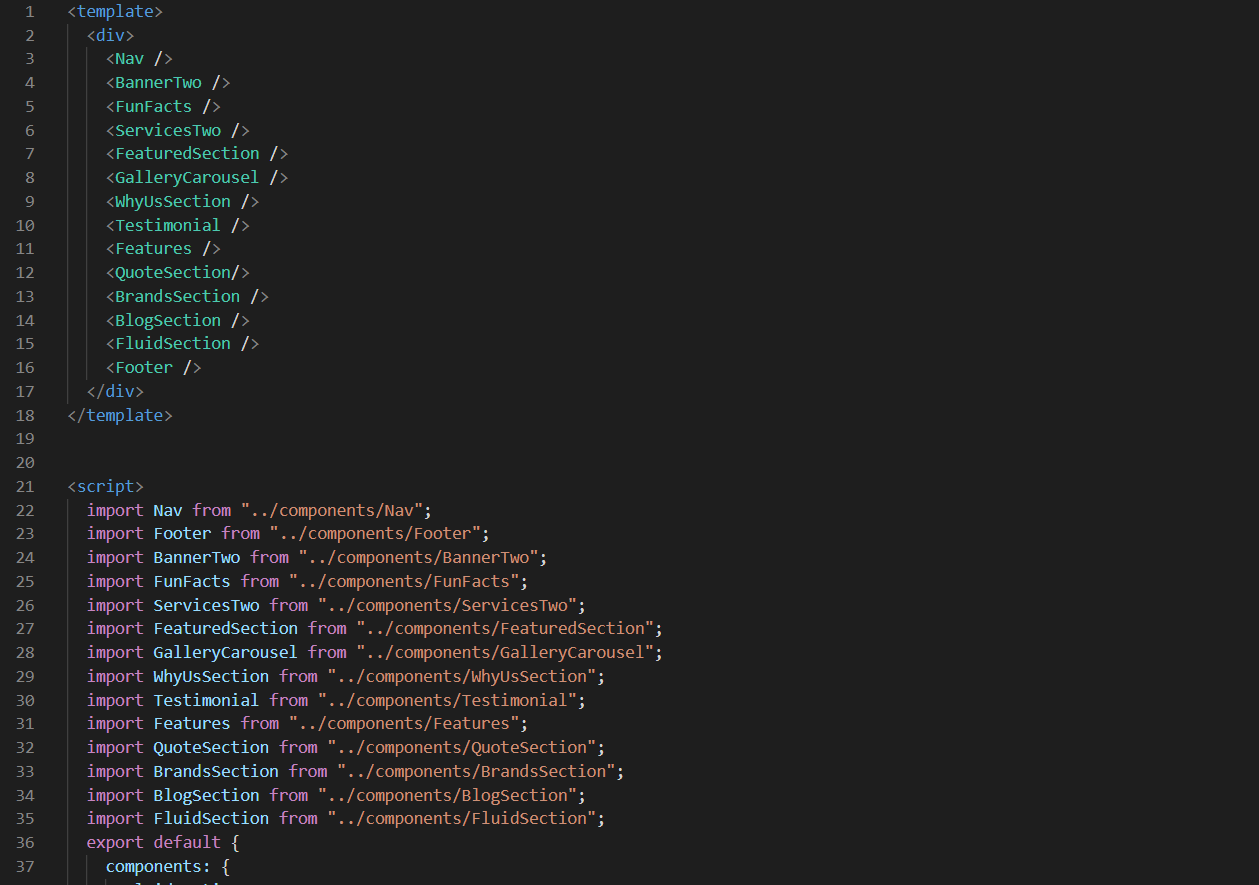 1 <template>
2 <div>
3 <Nav />
4 <BannerTwo />
5 <FunFacts />
6 <ServicesTwo />
7 <FeaturedSection />
8 <GalleryCarousel />
9 <WhyUsSection />
10 <Testimonial />
11 <Features />
12 <QuoteSection/>
13 <BrandsSection />
14 <BlogSection />
15 <FluidSection />
16 <Footer />
17 </div>
18 </template>
19
20
21 <script>
22 import Nav from "../components/Nav";
23 import Footer from "../components/Footer";
24 import BannerTwo from "../components/BannerTwo";
25 import FunFacts from "../components/FunFacts";
26 import ServicesTwo from "../components/ServicesTwo";
27 import FeaturedSection from "../components/FeaturedSection";
28 import GalleryCarousel from "../components/GalleryCarousel";
29 import WhyUsSection from "../components/WhyUsSection";
30 import Testimonial from "../components/Testimonial";
31 import Features from "../components/Features";
32 import QuoteSection from "../components/QuoteSection";
33 import BrandsSection from "../components/BrandsSection";
34 import BlogSection from "../components/BlogSection";
35 import FluidSection from "../components/FluidSection";
36 export default {
37 components: {